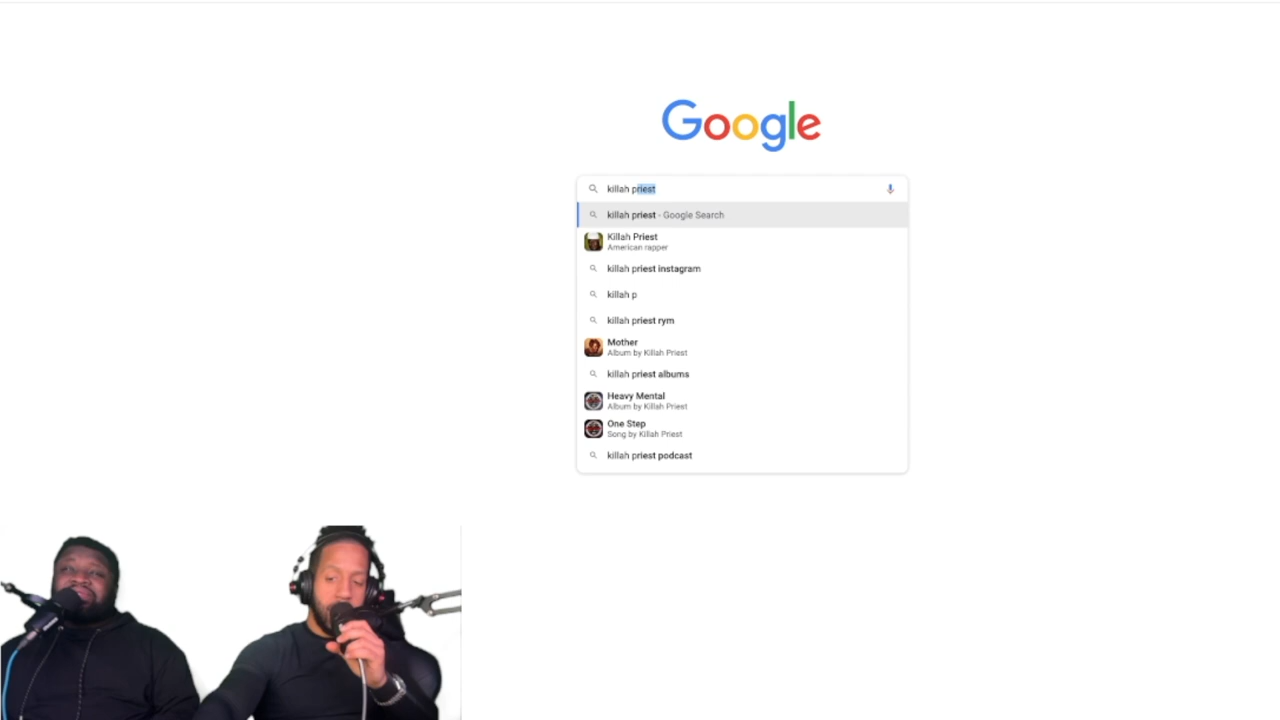 Google
killah priest
killah priest - Google Search
Killah Priest
American rapper
killah priest instagram
killah p
killah priest rym
Mother
Album by Killah Priest
killah priest albums
Heavy Mental
Album by Killah Priest
One Step
Song by Killah Priest
killah priest podcast